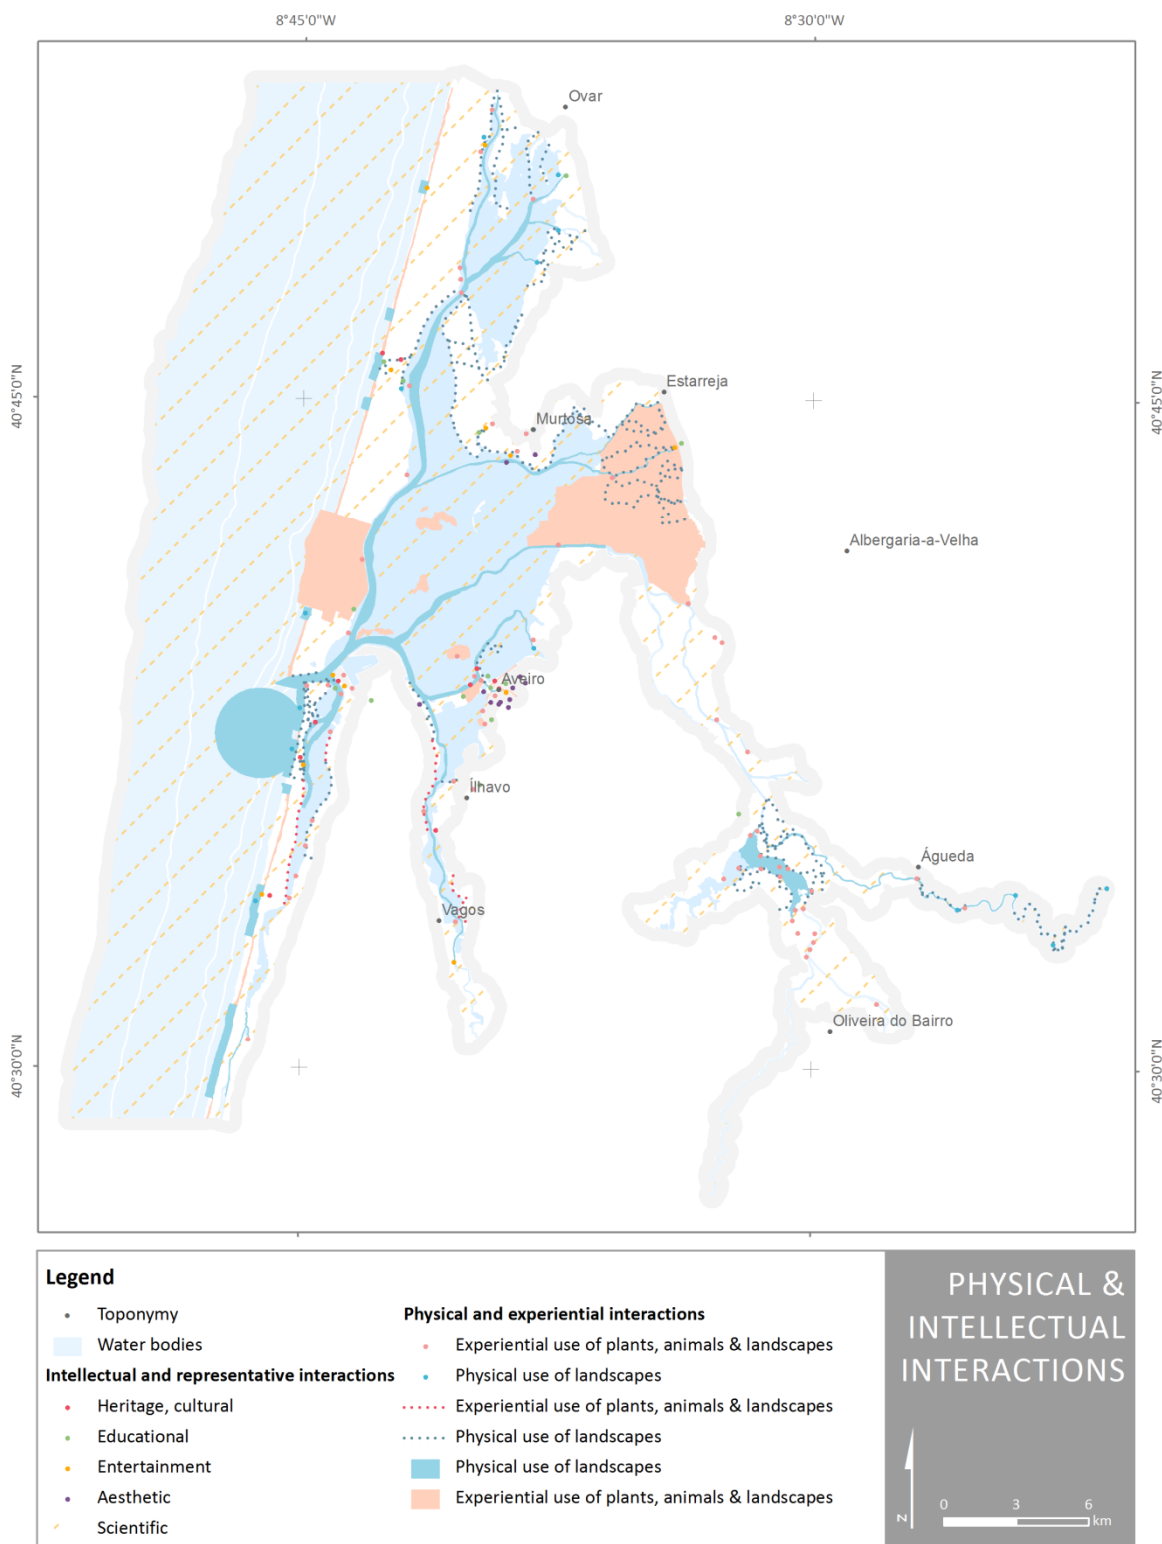 8°45'0"W
8°30'0"W
Ovar
40°45'0"N
40°45'0"N
Estarreja
Murtosa
Albergaria-a-Velha
Aveiro
Ílhavo
Águeda
Vagos
Oliveira do Bairro
40°30'0"N
40°30'0"N
Legend
Toponymy
Water bodies
Intellectual and representative interactions
Heritage, cultural
Educational
Entertainment
Aesthetic
Scientific
Physical and experiential interactions
Experiential use of plants, animals & landscapes
Physical use of landscapes
Experiential use of plants, animals & landscapes
Physical use of landscapes
Physical use of landscapes
Experiential use of plants, animals & landscapes
PHYSICAL &
INTELLECTUAL
INTERACTIONS
N
0 3 6
km